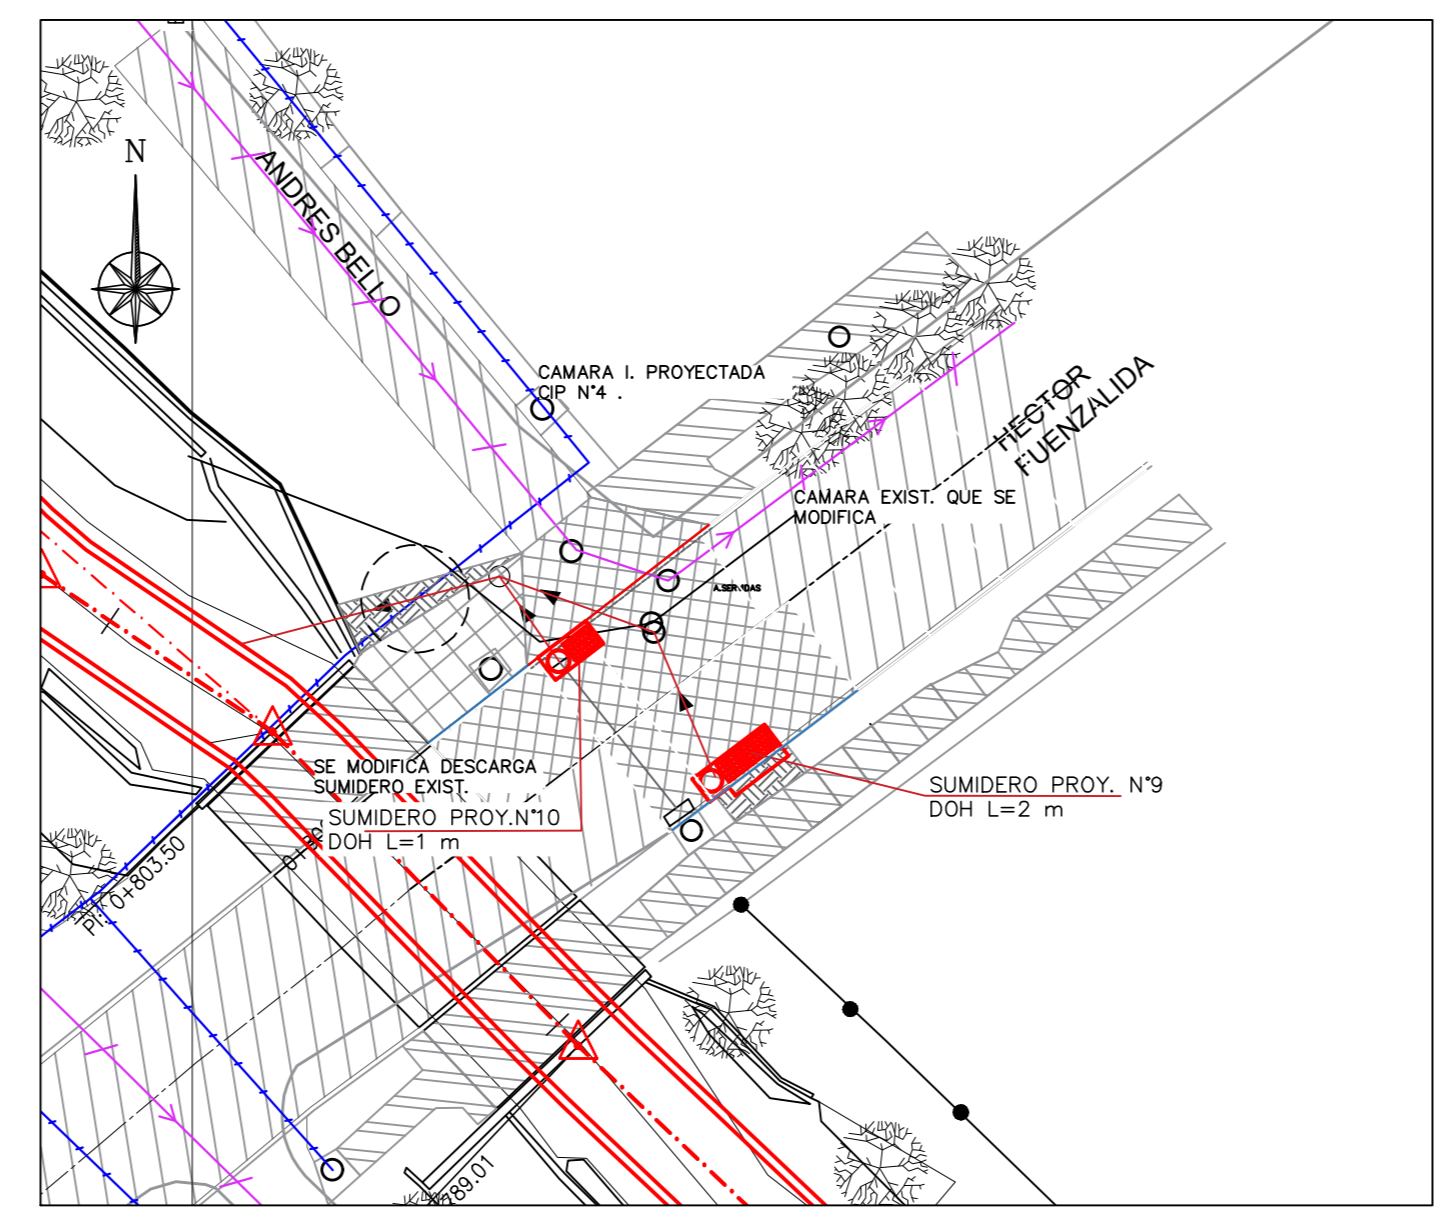 N
ANDRES BELLO
CAMARA I. PROYECTADA
CIP N°4 .
HECTOR
FUENZALIDA
CAMARA EXIST. QUE SE
MODIFICA
SE MODIFICA DESCARGA
SUMIDERO EXIST.
SUMIDERO PROY.N°10
DOH L=1 m
SUMIDERO PROY. N°9
DOH L=2 m
0+803.50
89.01